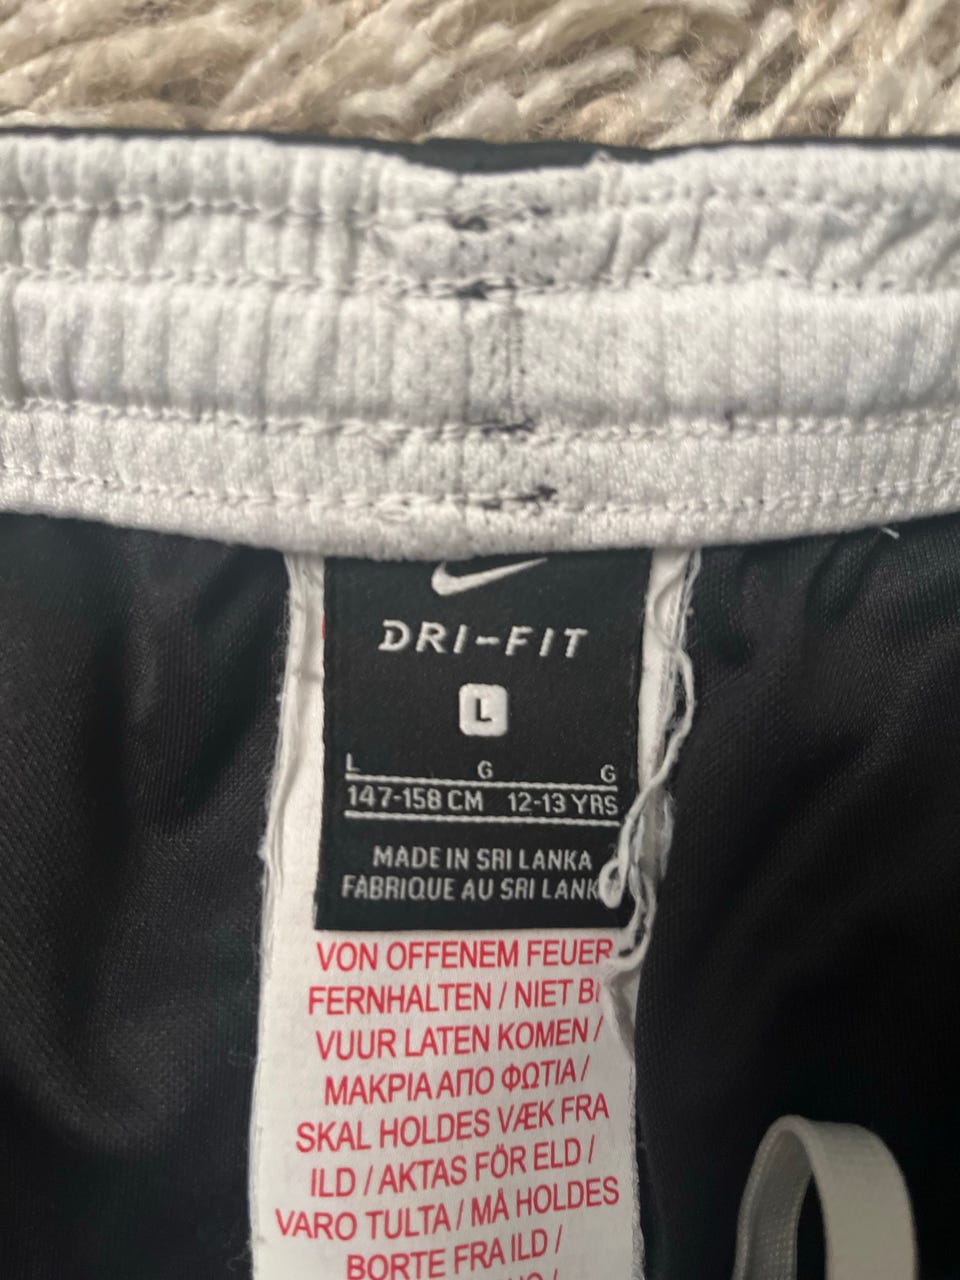 DRI-FIT
L
L G G
147-158 CM 12-13 YRS
MADE IN SRI LANKA
FABRIQUE AU SRI LANK
VON OFFENEM FEUER
FERNHALTEN / NIET BI
VUUR LATEN KOMEN /
ΜΑΚΡΙΑ ΑΠΟ ΦΩΤΙΑ /
SKAL HOLDES VÆK FRA
ILD / AKTAS FÖR ELD /
VARO TULTA / MÅ HOLDES
BORTE FRA ILD /